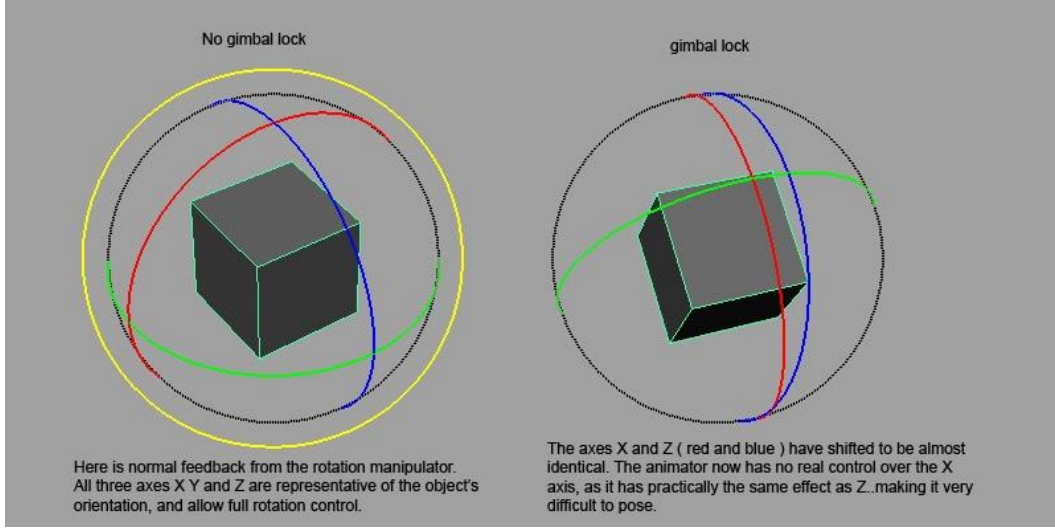 No gimbal lock
gimbal lock
Here is normal feedback from the rotation manipulator.
All three axes X Y and Z are representative of the object's
orientation, and allow full rotation control.
The axes X and Z ( red and blue ) have shifted to be almost
identical. The animator now has no real control over the X
axis, as it has practically the same effect as Z..making it very
difficult to pose.